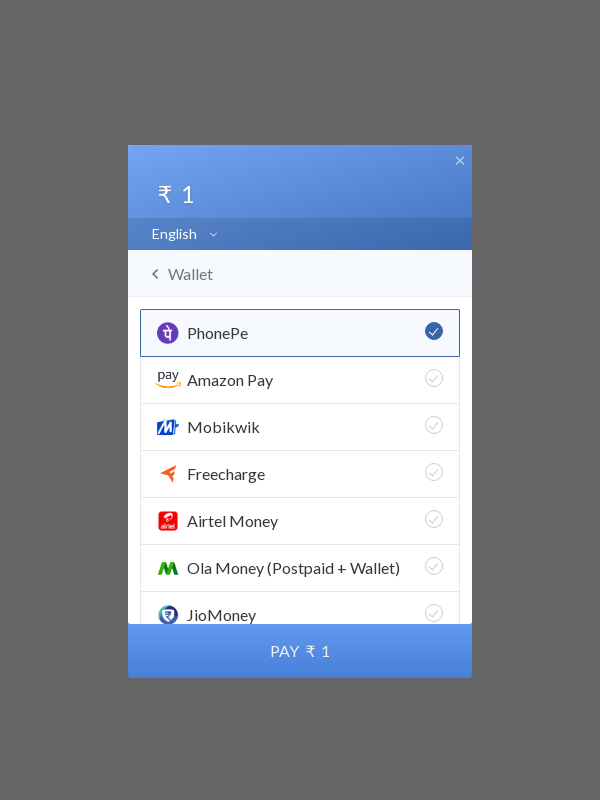 ₹ 1
English
Wallet
पे PhonePe
pay Amazon Pay
Mobikwik
Freecharge
airtel Airtel Money
Ola Money (Postpaid + Wallet)
₹ JioMoney
PAY ₹ 1